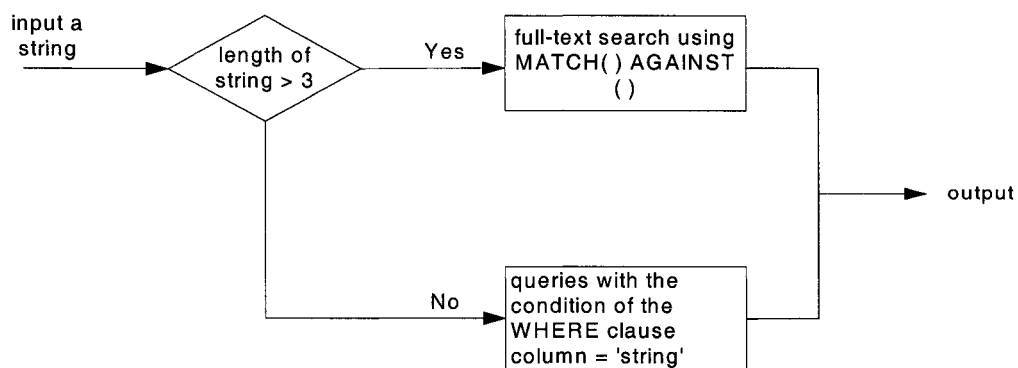 input a
string
length of
string > 3
Yes
full-text search using
MATCH( ) AGAINST
( )
output
No
queries with the
condition of the
WHERE clause
column = 'string'